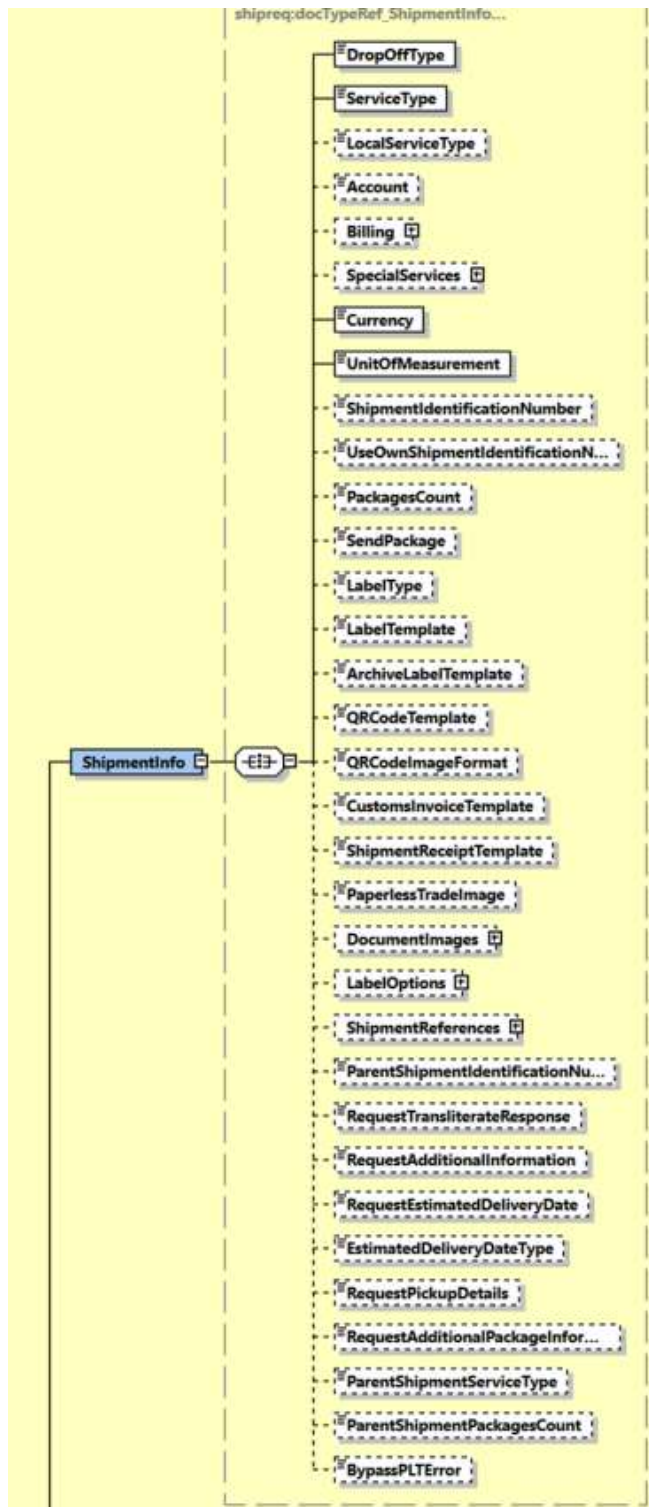 shipreq:docTypeRef_ShipmentInfo...
DropOffType
ServiceType
LocalServiceType
Account
Billing
SpecialServices
Currency
UnitOfMeasurement
ShipmentIdentificationNumber
UseOwnShipmentIdentificationN...
PackagesCount
SendPackage
LabelType
LabelTemplate
ArchiveLabelTemplate
QRCodeTemplate
ShipmentInfo
QRCodeImageFormat
CustomsInvoiceTemplate
ShipmentReceiptTemplate
PaperlessTradeImage
DocumentImages
LabelOptions
ShipmentReferences
ParentShipmentIdentificationNu...
RequestTransliterateResponse
RequestAdditionalInformation
RequestEstimatedDeliveryDate
EstimatedDeliveryDateType
RequestPickupDetails
RequestAdditionalPackageInfor...
ParentShipmentServiceType
ParentShipmentPackagesCount
BypassPLTError